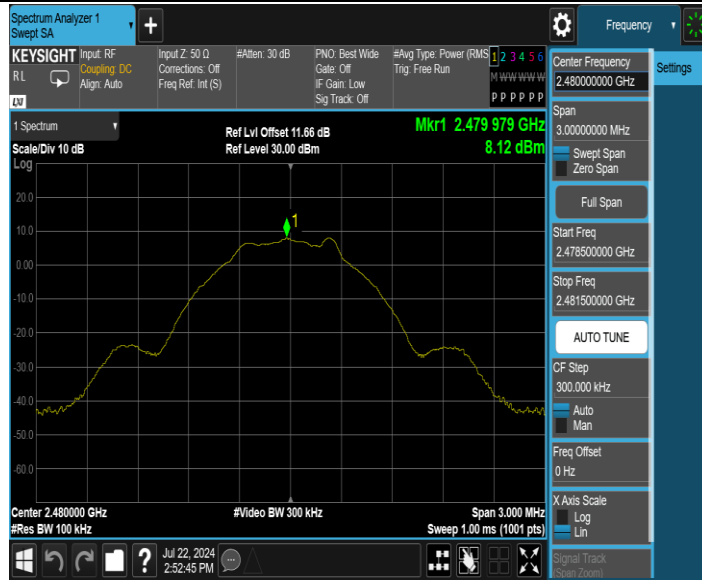 Spectrum Analyzer 1
Swept SA
+
Frequency
KEYSIGHT
RL
LXI
Input: RF
Coupling: DC
Align: Auto
Input Z: 50 Ω
Corrections: Off
Freq Ref: Int (S)
#Atten: 30 dB
PNO: Best Wide
Gate: Off
IF Gain: Low
Sig Track: Off
#Avg Type: Power (RMS
Trig: Free Run
1 2 3 4 5 6
M W W W W W
P P P P P P
1 Spectrum
Scale/Div 10 dB
Log
Ref Lvl Offset 11.66 dB
Ref Level 30.00 dBm
Mkr1 2.479 979 GHz
8.12 dBm
20.0
10.0
0.00
-10.0
-20.0
-30.0
-40.0
-50.0
-60.0
1
Center 2.480000 GHz
#Res BW 100 kHz
#Video BW 300 kHz
Span 3.000 MHz
Sweep 1.00 ms (1001 pts)
Center Frequency
2.480000000 GHz
Span
3.00000000 MHz
Swept Span
Zero Span
Full Span
Start Freq
2.478500000 GHz
Stop Freq
2.481500000 GHz
AUTO TUNE
CF Step
300.000 kHz
Auto
Man
Freq Offset
0 Hz
X Axis Scale
Log
Lin
Signal Track
(Span Zoom)
Settings
?
Jul 22, 2024
2:52:45 PM